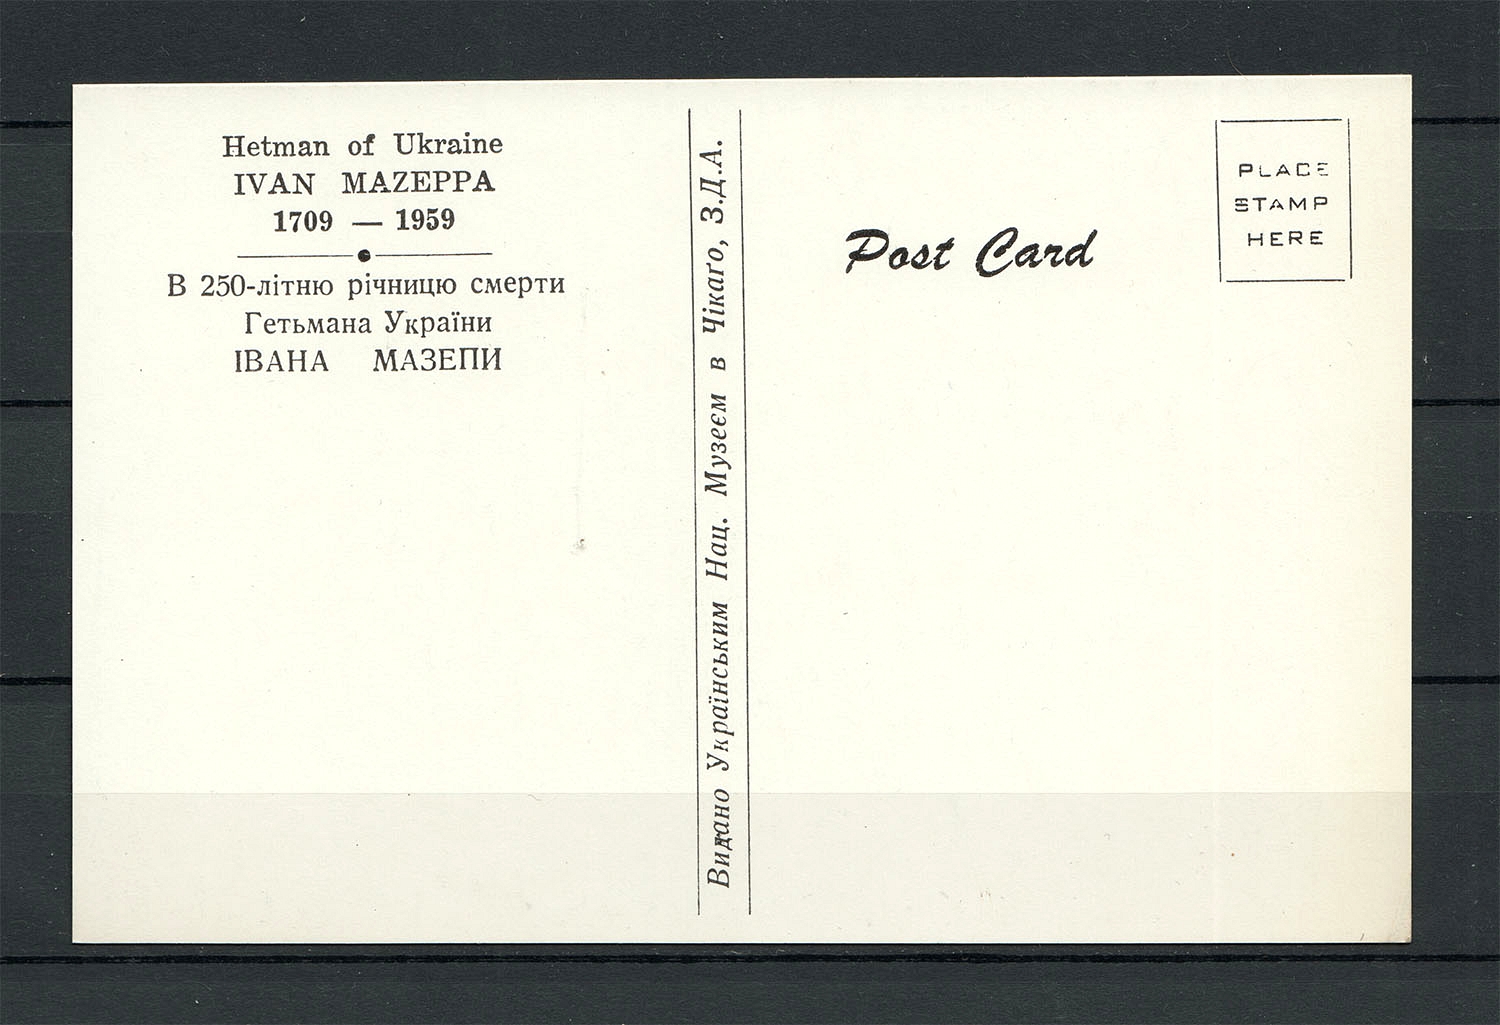 Hetman of Ukraine
IVAN MAZEPPA
1709 — 1959
В 250-літню річницю смерти
Гетьмана України
ІВАНА МАЗЕПИ
Видано Українським Нац. Музеєм в Чікаґо, З.Д.А.
Post Card
PLACE
STAMP
HERE